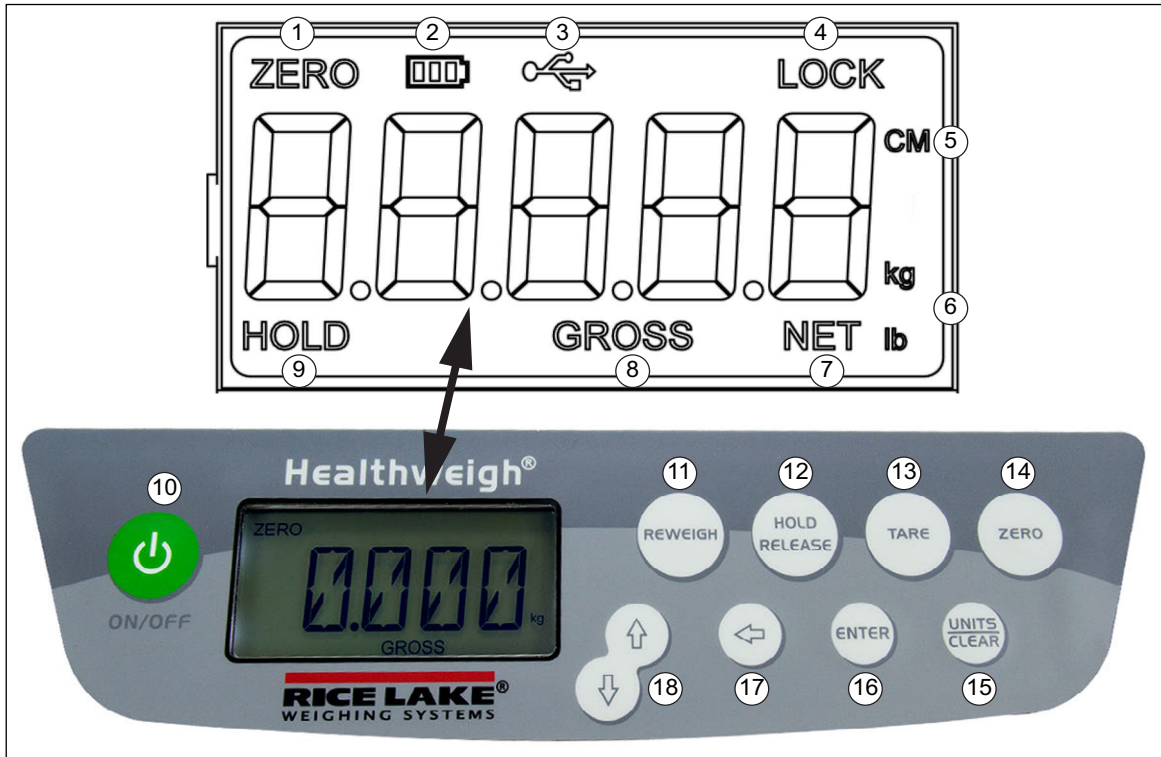 1 2 3 4
ZERO LOCK
CM 5
kg
6
HOLD GROSS NET lb
9 8 7
Healthweigh®
10 11 12 13 14
ZERO
0.000
kg
GROSS
ON/OFF
REWEIGH
HOLD
RELEASE
TARE
ZERO
ENTER
UNITS
CLEAR
18 17 16 15
RICE LAKE®
WEIGHING SYSTEMS